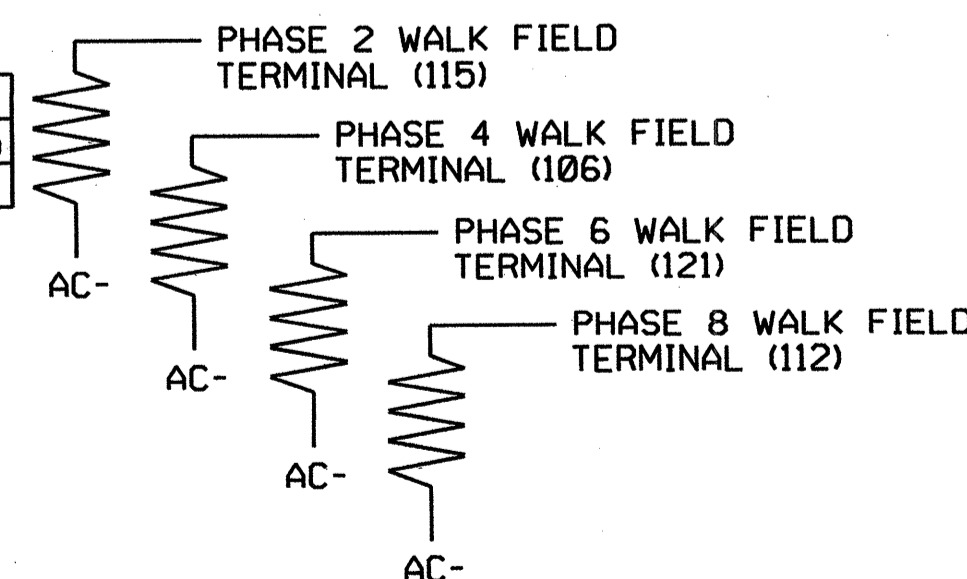 PHASE 2 WALK FIELD
TERMINAL (115)
PHASE 4 WALK FIELD
TERMINAL (106)
PHASE 6 WALK FIELD
TERMINAL (121)
AC-
PHASE 8 WALK FIELD
TERMINAL (112)
AC-
AC-
AC-